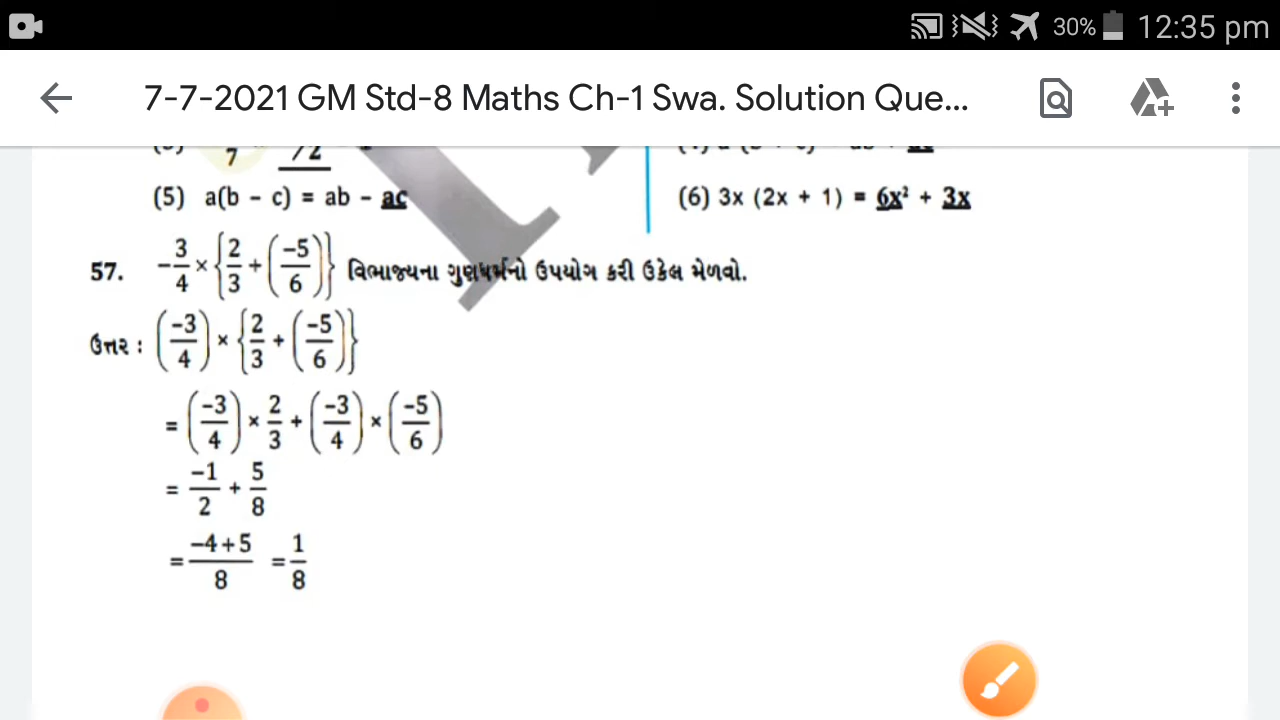 30% 12:35 pm
7-7-2021 GM Std-8 Maths Ch-1 Swa. Solution Que...
(5) a(b - c) = ab - ac
(6) 3x (2x + 1) = 6x² + 3x
57. -3/4 × {2/3 + (-5/6)} વિભાજ્યના ગુણધર્મનો ઉપયોગ કરી ઉકેલ મેળવો.
ઉત્તર : (-3/4) × {2/3 + (-5/6)}
= (-3/4) × 2/3 + (-3/4) × (-5/6)
= -1/2 + 5/8
= -4+5/8 = 1/8